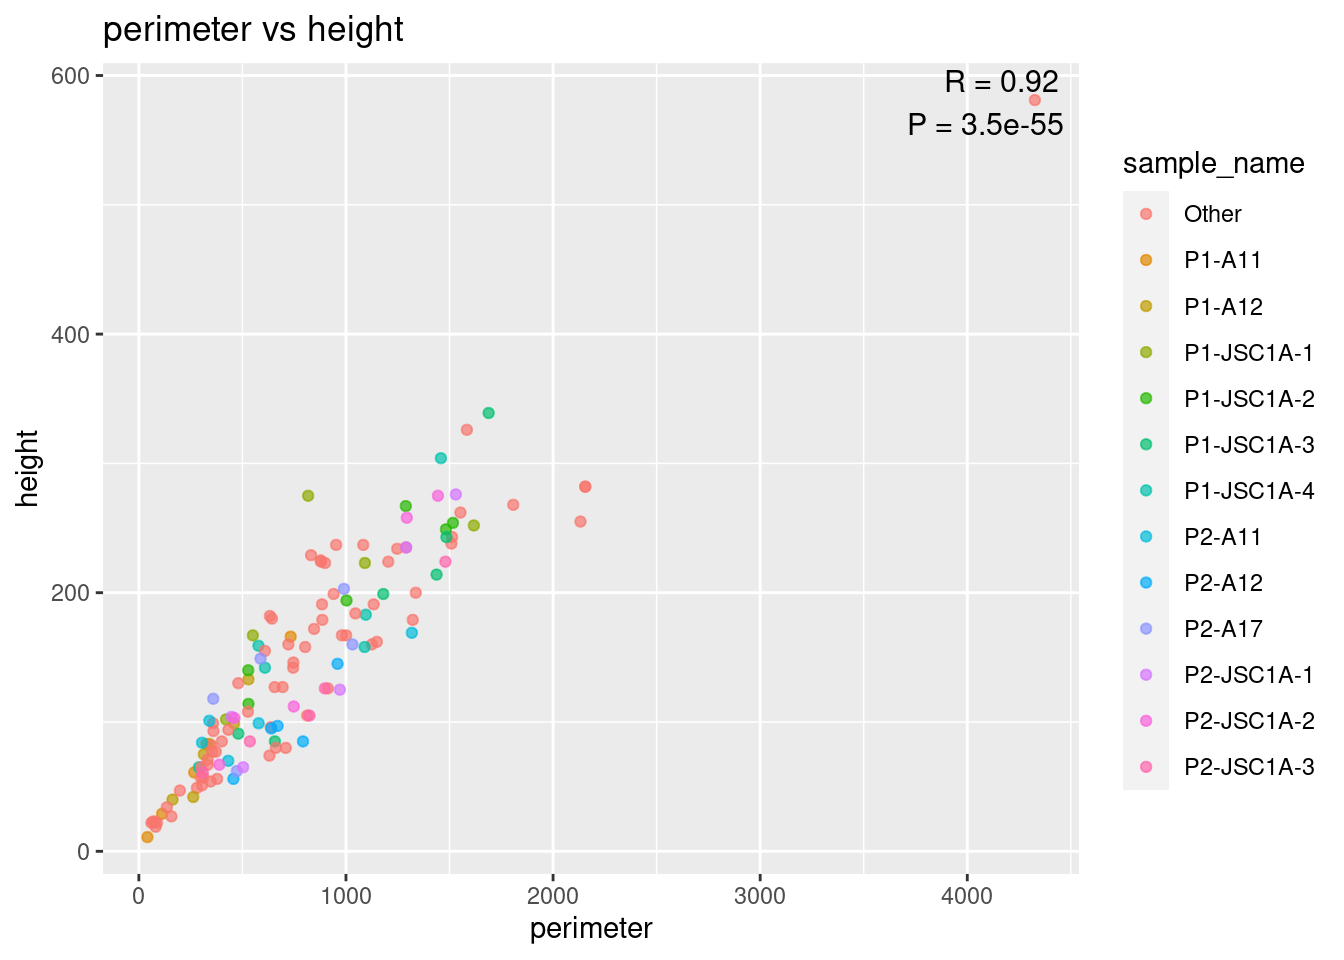 perimeter vs height
R = 0.92
P = 3.5e-55
600
400
200
0
height
0
1000
2000
3000
4000
perimeter
sample_name
Other
P1-A11
P1-A12
P1-JSC1A-1
P1-JSC1A-2
P1-JSC1A-3
P1-JSC1A-4
P2-A11
P2-A12
P2-A17
P2-JSC1A-1
P2-JSC1A-2
P2-JSC1A-3